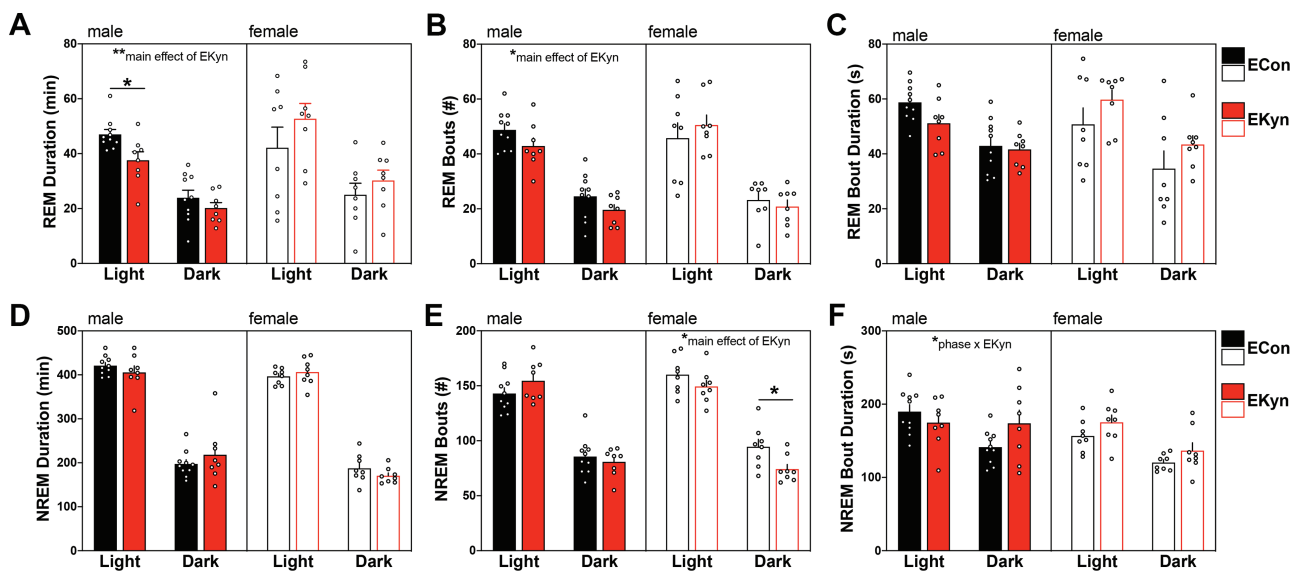 A
male
female
REM Duration (min)
80
60
40
20
0
**main effect of EKyn
*
Light
Dark
Light
Dark
B
male
female
REM Bouts (#)
80
60
40
20
0
*main effect of EKyn
Light
Dark
Light
Dark
C
male
female
REM Bout Duration (s)
80
60
40
20
0
Light
Dark
Light
Dark
ECon
EKyn
D
male
female
NREM Duration (min)
500
400
300
200
100
0
Light
Dark
Light
Dark
E
male
female
NREM Bouts (#)
200
150
100
50
0
*main effect of EKyn
*
Light
Dark
Light
Dark
F
male
female
NREM Bout Duration (s)
300
200
100
0
*phase x EKyn
Light
Dark
Light
Dark
ECon
EKyn